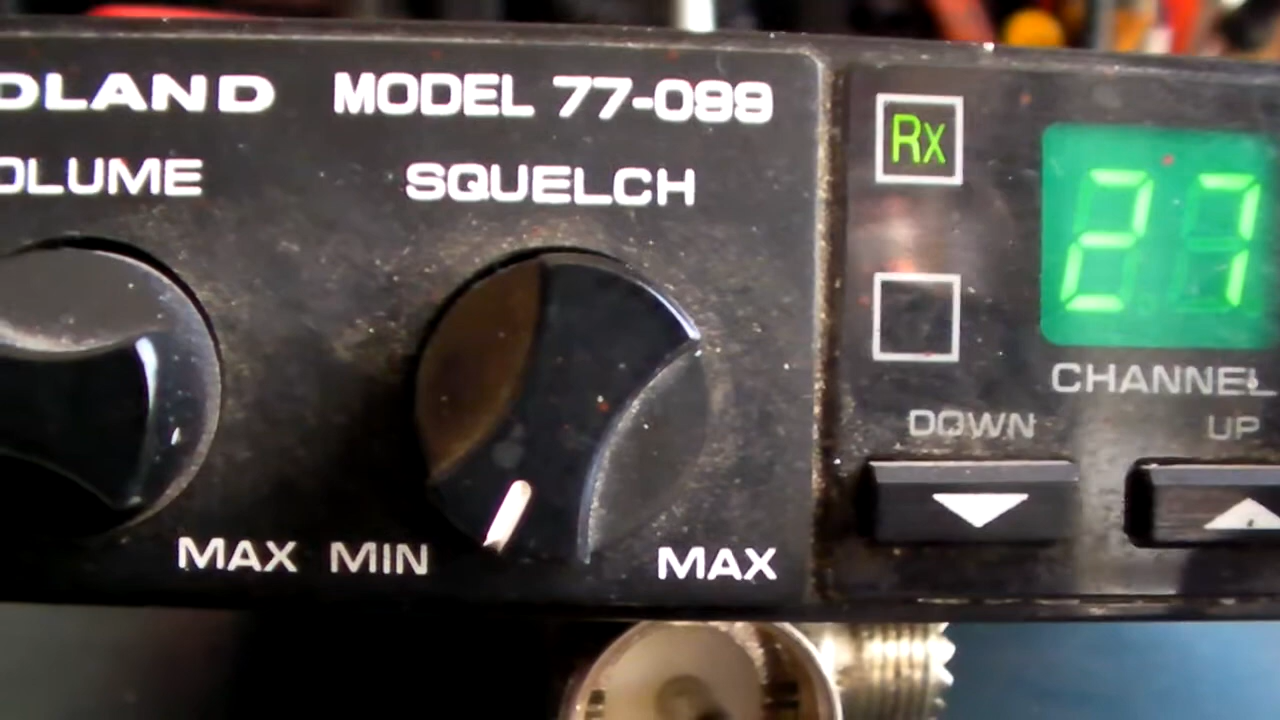 DLAND MODEL 77-099
OLUME SQUELCH
Rx
27
CHANNEL
DOWN UP
MAX MIN MAX